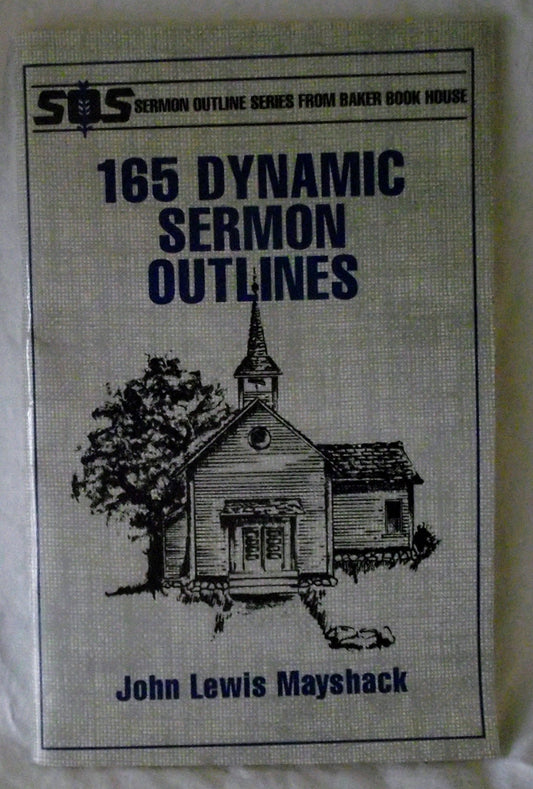 SOS SERMON OUTLINE SERIES FROM BAKER BOOK HOUSE
165 DYNAMIC
SERMON
OUTLINES
John Lewis Mayshack